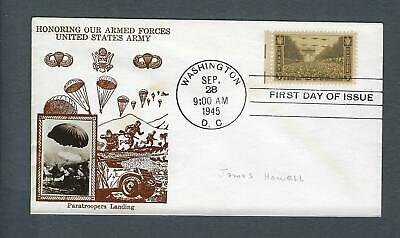 HONORING OUR ARMED FORCES
UNITED STATES ARMY
WASHINGTON
SEP.
28
9:00 AM
1945
D. C.
FIRST DAY OF ISSUE
James Howell
Paratroopers Landing